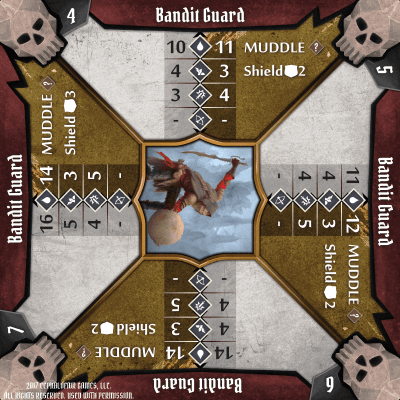 4
Bandit Guard
10 11 MUDDLE ?
4 3 Shield 2
3 4
- -
5
Bandit Guard
11 12 MUDDLE ?
4 3 Shield 2
4 5
- -
6
Bandit Guard
14 14 MUDDLE ?
4 3 Shield 2
4 5
- -
7
Bandit Guard
16 14 MUDDLE ?
5 3 Shield 3
4 5
- -
2017 CEPHALOFAIR GAMES, LLC.
ALL RIGHTS RESERVED. USED WITH PERMISSION.